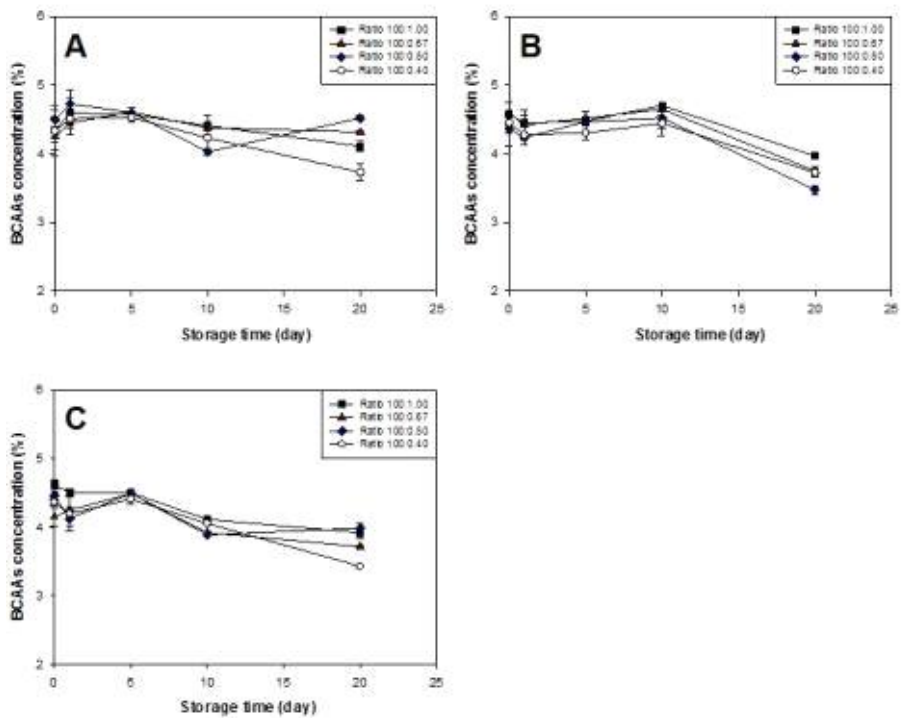 A
Ratio 100:1.00
Ratio 100:0.67
Ratio 100:0.50
Ratio 100:0.40
6
5
4
3
2
BCAAs concentration (%)
0 5 10 15 20 25
Storage time (day)
B
Ratio 100:1.00
Ratio 100:0.67
Ratio 100:0.50
Ratio 100:0.40
6
5
4
3
2
BCAAs concentration (%)
0 5 10 15 20 25
Storage time (day)
C
Ratio 100:1.00
Ratio 100:0.67
Ratio 100:0.50
Ratio 100:0.40
6
5
4
3
2
BCAAs concentration (%)
0 5 10 15 20 25
Storage time (day)